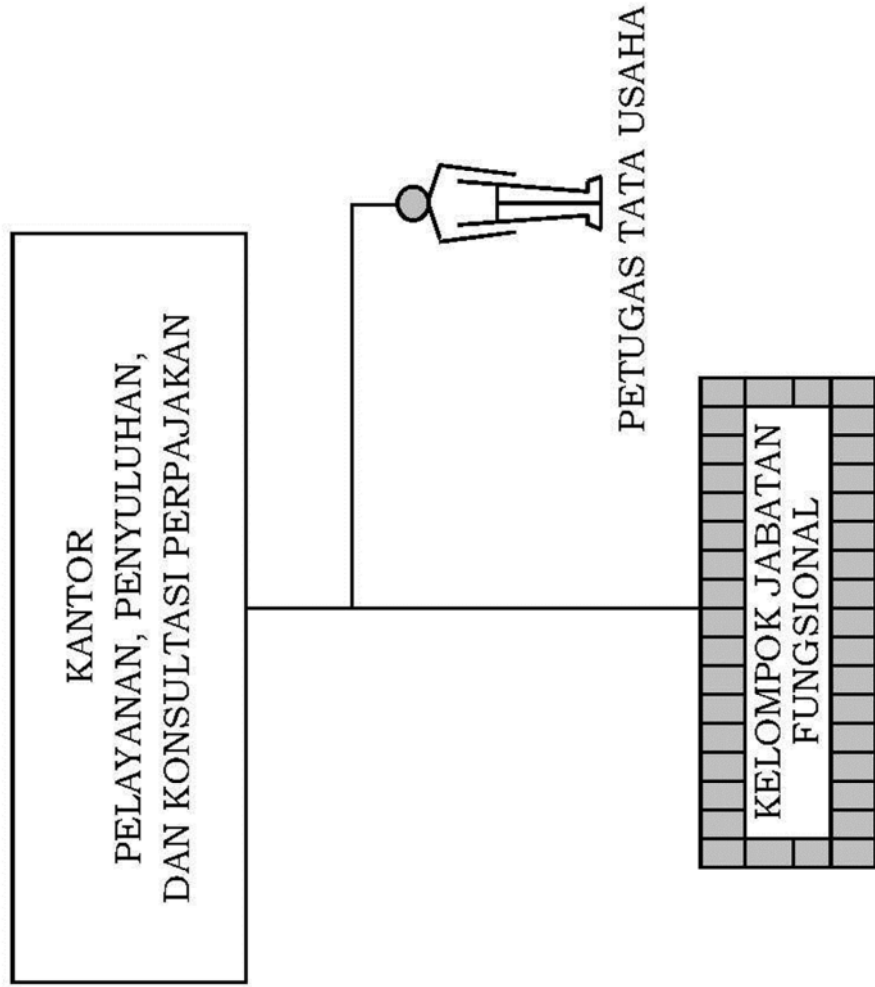 KANTOR
PELAYANAN, PENYULUHAN,
DAN KONSULTASI PERPAJAKAN
PETUGAS TATA USAHA
KELOMPOK JABATAN
FUNGSIONAL